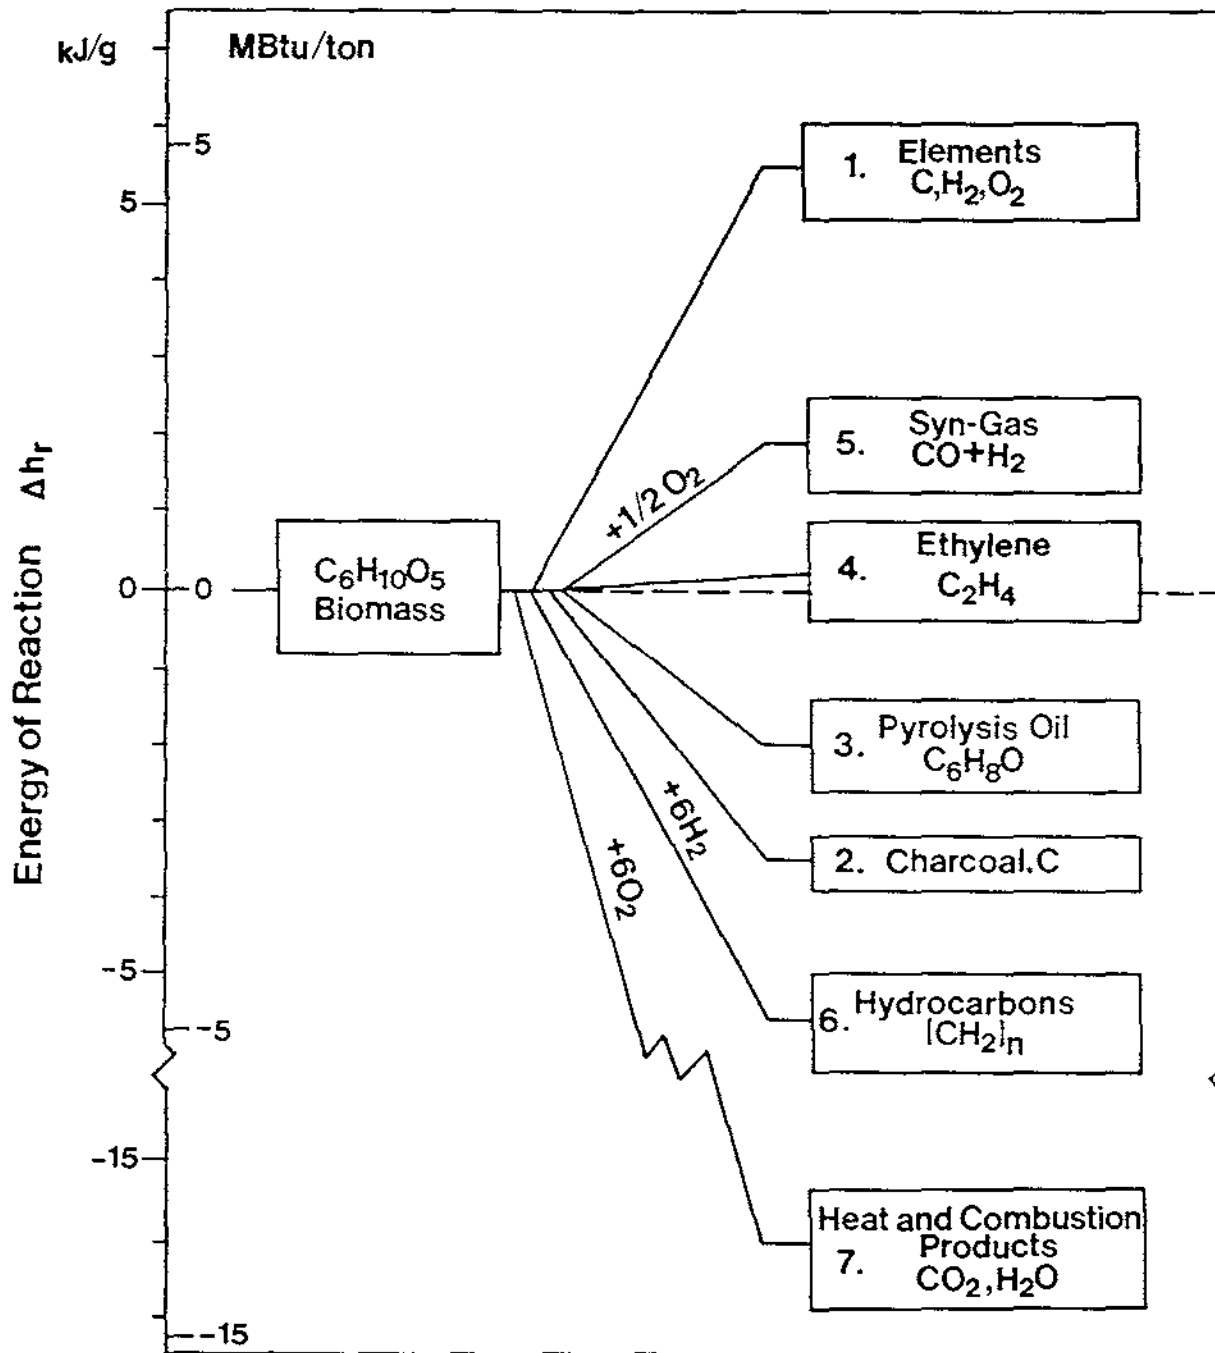 kJ/g
MBtu/ton
5
5
0
0
-5
--5
-15
--15
Energy of Reaction Δhr
C6H10O5
Biomass
1. Elements
C,H2,O2
+1/2 O2
5. Syn-Gas
CO+H2
4. Ethylene
C2H4
3. Pyrolysis Oil
C6H8O
2. Charcoal.C
+6H2
6. Hydrocarbons
[CH2]n
+6O2
Heat and Combustion
7. Products
CO2,H2O